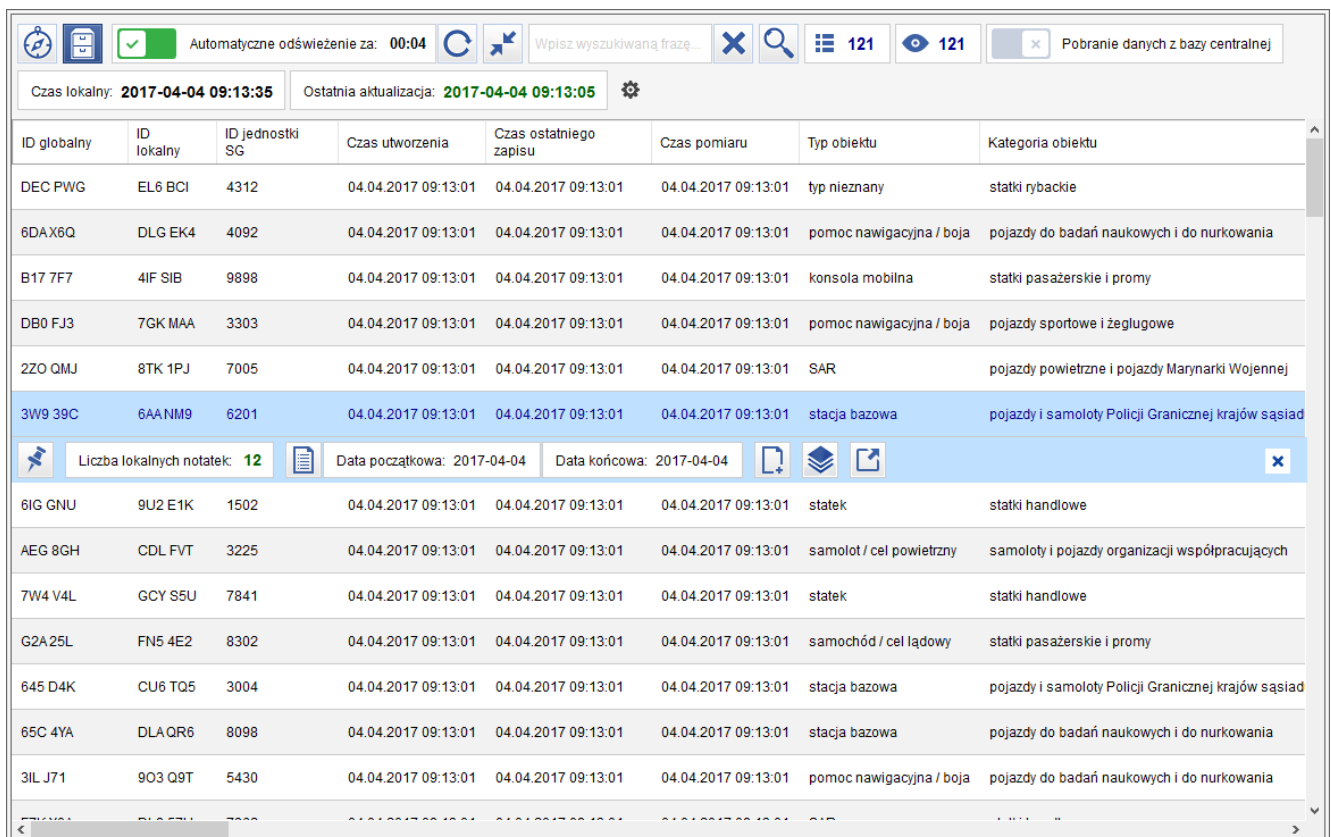 Automatyczne odświeżenie za: 00:04 Wpisz wyszukiwaną frazę... 121 121 Pobranie danych z bazy centralnej
Czas lokalny: 2017-04-04 09:13:35 Ostatnia aktualizacja: 2017-04-04 09:13:05
ID globalny ID lokalny ID jednostki SG Czas utworzenia Czas ostatniego zapisu Czas pomiaru Typ obiektu Kategoria obiektu
DEC PWG EL6 BCI 4312 04.04.2017 09:13:01 04.04.2017 09:13:01 04.04.2017 09:13:01 typ nieznany statki rybackie
6DA X6Q DLG EK4 4092 04.04.2017 09:13:01 04.04.2017 09:13:01 04.04.2017 09:13:01 pomoc nawigacyjna / boja pojazdy do badań naukowych i do nurkowania
B17 7F7 4IF SIB 9898 04.04.2017 09:13:01 04.04.2017 09:13:01 04.04.2017 09:13:01 konsola mobilna statki pasażerskie i promy
DB0 FJ3 7GK MAA 3303 04.04.2017 09:13:01 04.04.2017 09:13:01 04.04.2017 09:13:01 pomoc nawigacyjna / boja pojazdy sportowe i żeglugowe
2ZO QMJ 8TK 1PJ 7005 04.04.2017 09:13:01 04.04.2017 09:13:01 04.04.2017 09:13:01 SAR pojazdy powietrzne i pojazdy Marynarki Wojennej
3W9 39C 6AA NM9 6201 04.04.2017 09:13:01 04.04.2017 09:13:01 04.04.2017 09:13:01 stacja bazowa pojazdy i samoloty Policji Granicznej krajów sąsiad
Liczba lokalnych notatek: 12 Data początkowa: 2017-04-04 Data końcowa: 2017-04-04
6IG GNU 9U2 E1K 1502 04.04.2017 09:13:01 04.04.2017 09:13:01 04.04.2017 09:13:01 statek statki handlowe
AEG 8GH CDL FVT 3225 04.04.2017 09:13:01 04.04.2017 09:13:01 04.04.2017 09:13:01 samolot / cel powietrzny samoloty i pojazdy organizacji współpracujących
7W4 V4L GCY S5U 7841 04.04.2017 09:13:01 04.04.2017 09:13:01 04.04.2017 09:13:01 statek statki handlowe
G2A 25L FN5 4E2 8302 04.04.2017 09:13:01 04.04.2017 09:13:01 04.04.2017 09:13:01 samochód / cel lądowy statki pasażerskie i promy
645 D4K CU6 TQ5 3004 04.04.2017 09:13:01 04.04.2017 09:13:01 04.04.2017 09:13:01 stacja bazowa pojazdy i samoloty Policji Granicznej krajów sąsiad
65C 4YA DLA QR6 8098 04.04.2017 09:13:01 04.04.2017 09:13:01 04.04.2017 09:13:01 stacja bazowa pojazdy do badań naukowych i do nurkowania
3IL J71 9O3 Q9T 5430 04.04.2017 09:13:01 04.04.2017 09:13:01 04.04.2017 09:13:01 pomoc nawigacyjna / boja pojazdy do badań naukowych i do nurkowania